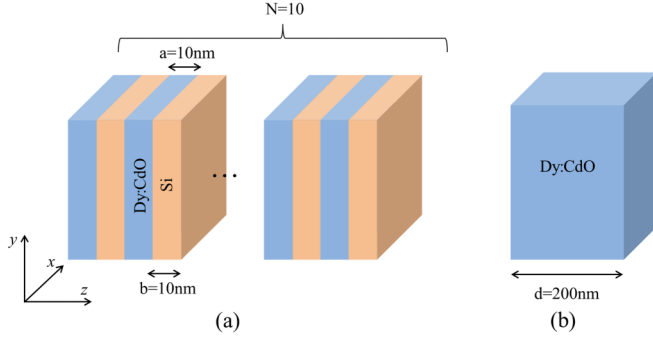 N=10
a=10nm
Dy:CdO
Si
...
Dy:CdO
y
x
z
b=10nm
d=200nm
(a)
(b)